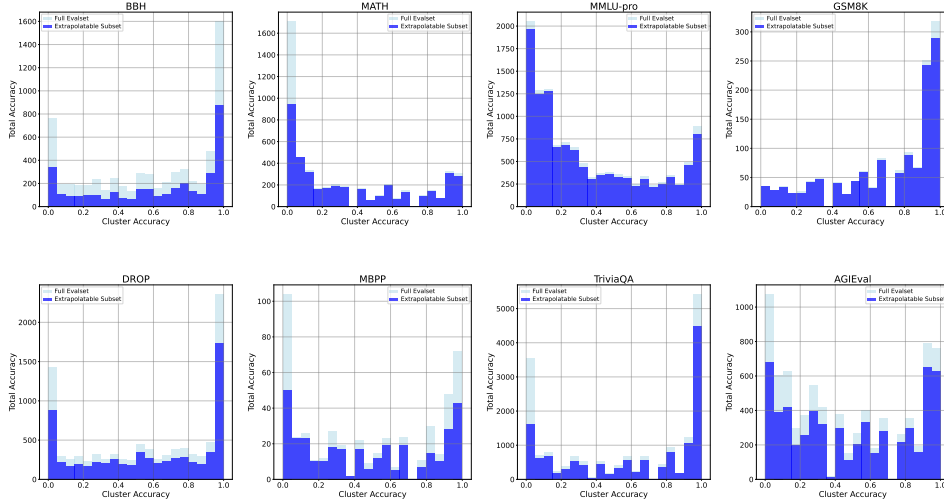 BBH
Full Evalset
Extrapolatable Subset
1600
1400
1200
1000
800
600
400
200
0
0.0 0.2 0.4 0.6 0.8 1.0
Total Accuracy
Cluster Accuracy
MATH
Full Evalset
Extrapolatable Subset
1600
1400
1200
1000
800
600
400
200
0
0.0 0.2 0.4 0.6 0.8 1.0
Total Accuracy
Cluster Accuracy
MMLU-pro
Full Evalset
Extrapolatable Subset
2000
1750
1500
1250
1000
750
500
250
0
0.0 0.2 0.4 0.6 0.8 1.0
Total Accuracy
Cluster Accuracy
GSM8K
Full Evalset
Extrapolatable Subset
300
250
200
150
100
50
0
0.0 0.2 0.4 0.6 0.8 1.0
Total Accuracy
Cluster Accuracy
DROP
Full Evalset
Extrapolatable Subset
2000
1500
1000
500
0
0.0 0.2 0.4 0.6 0.8 1.0
Total Accuracy
Cluster Accuracy
MBPP
Full Evalset
Extrapolatable Subset
100
80
60
40
20
0
0.0 0.2 0.4 0.6 0.8 1.0
Total Accuracy
Cluster Accuracy
TriviaQA
Full Evalset
Extrapolatable Subset
5000
4000
3000
2000
1000
0
0.0 0.2 0.4 0.6 0.8 1.0
Total Accuracy
Cluster Accuracy
AGIEval
Full Evalset
Extrapolatable Subset
1000
800
600
400
200
0
0.0 0.2 0.4 0.6 0.8 1.0
Total Accuracy
Cluster Accuracy